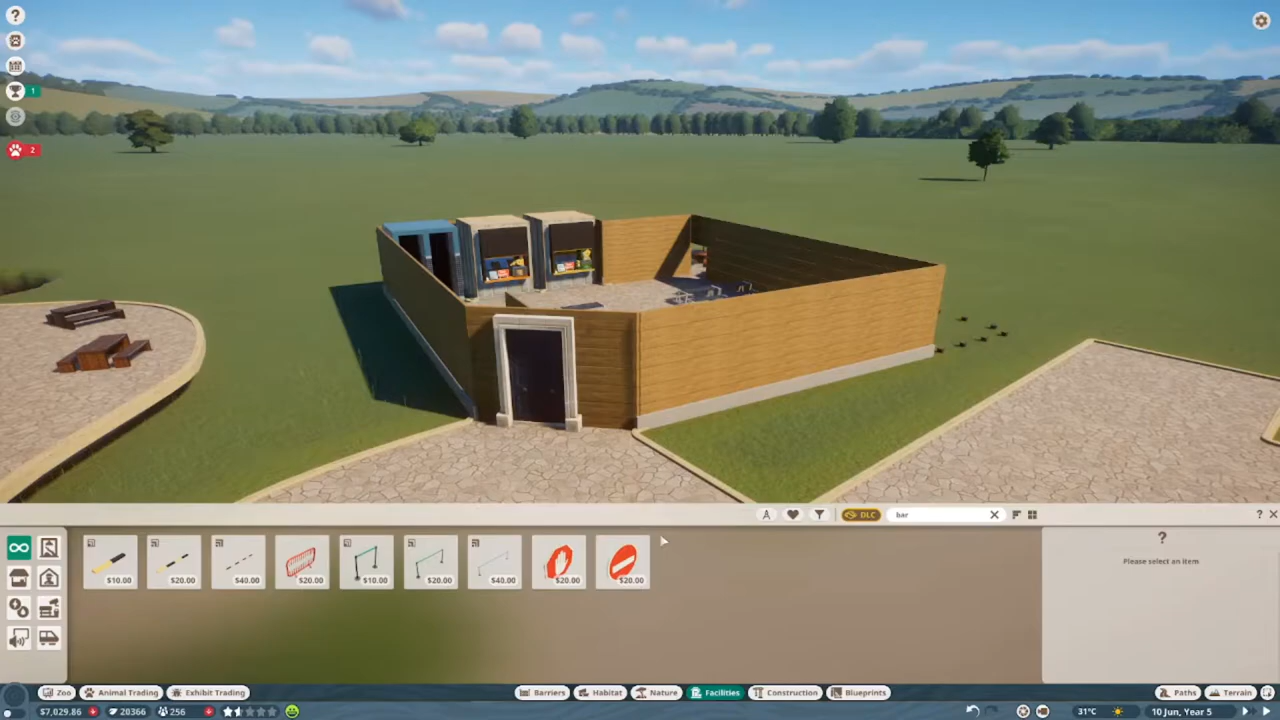 ?
1
2
DLC
bar
?
$10.00
$20.00
$40.00
$20.00
$10.00
$20.00
$40.00
$20.00
$20.00
?
Please select an item
Zoo
Animal Trading
Exhibit Trading
Barriers
Habitat
Nature
Facilities
Construction
Blueprints
Paths
Terrain
$7,029.86
20366
256
31°C
10 Jun, Year 5